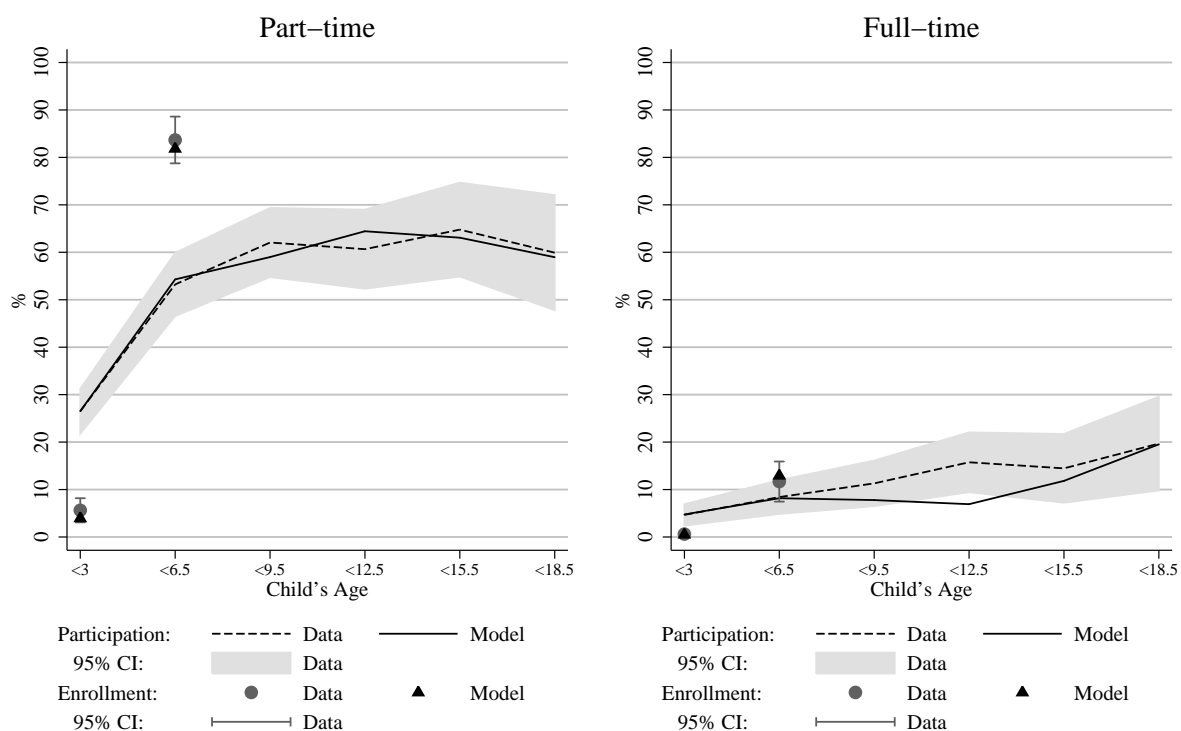 Part−time
%
100
90
80
70
60
50
40
30
20
10
0
<3 <6.5 <9.5 <12.5 <15.5 <18.5
Child's Age
Participation: Data Model
95% CI: Data
Enrollment: Data Model
95% CI: Data
Full−time
%
100
90
80
70
60
50
40
30
20
10
0
<3 <6.5 <9.5 <12.5 <15.5 <18.5
Child's Age
Participation: Data Model
95% CI: Data
Enrollment: Data Model
95% CI: Data